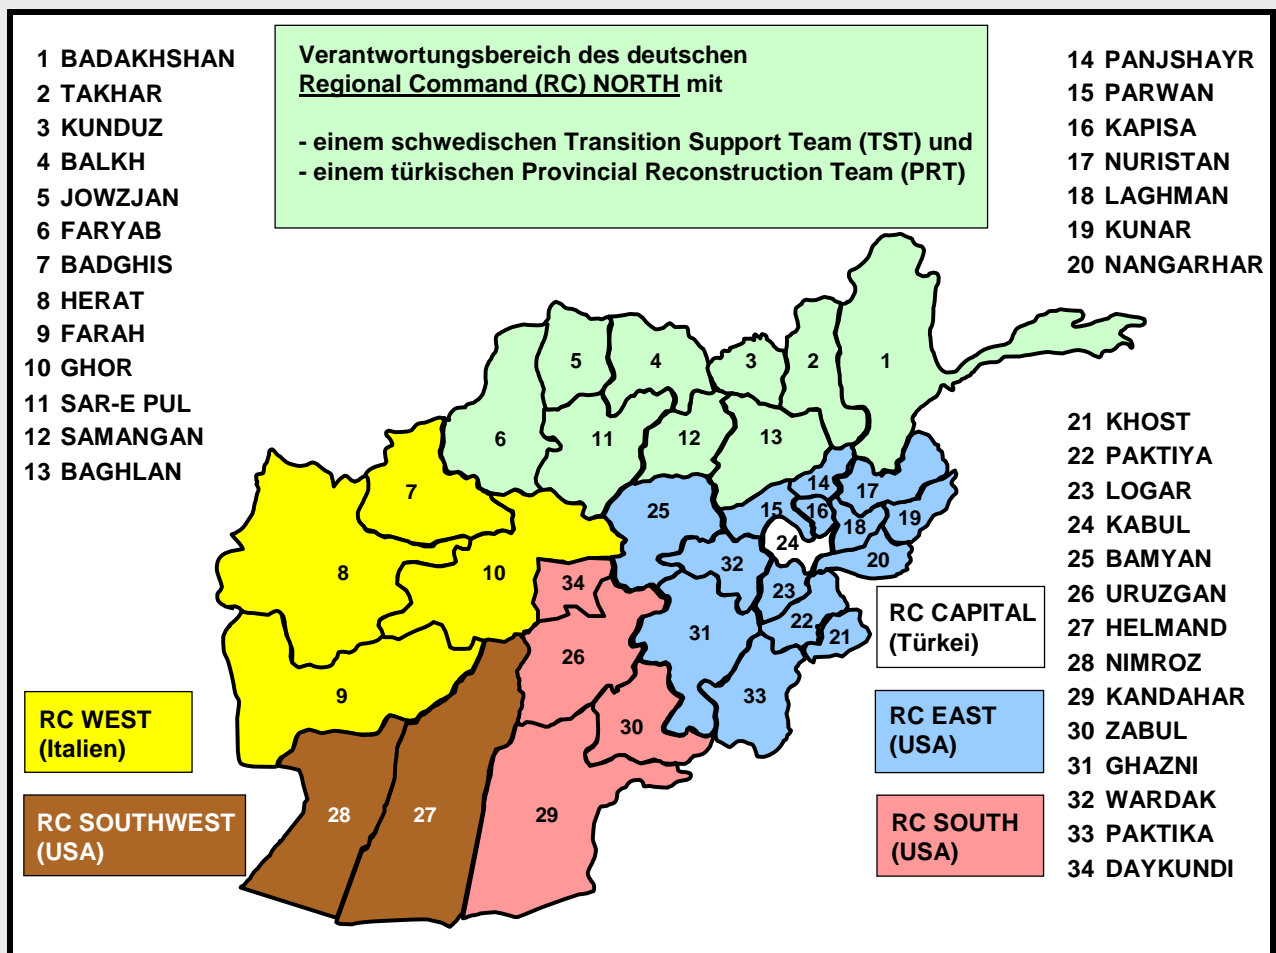 1 BADAKHSHAN
2 TAKHAR
3 KUNDUZ
4 BALKH
5 JOWZJAN
6 FARYAB
7 BADGHIS
8 HERAT
9 FARAH
10 GHOR
11 SAR-E PUL
12 SAMANGAN
13 BAGHLAN
Verantwortungsbereich des deutschen
Regional Command (RC) NORTH mit
- einem schwedischen Transition Support Team (TST) und
- einem türkischen Provincial Reconstruction Team (PRT)
14 PANJSHAYR
15 PARWAN
16 KAPISA
17 NURISTAN
18 LAGHMAN
19 KUNAR
20 NANGARHAR
21 KHOST
22 PAKTIYA
23 LOGAR
24 KABUL
25 BAMYAN
26 URUZGAN
27 HELMAND
28 NIMROZ
29 KANDAHAR
30 ZABUL
31 GHAZNI
32 WARDAK
33 PAKTIKA
34 DAYKUNDI
5
4
3
2
1
6
11
12
13
7
14
17
25
15
16
18
19
24
20
8
10
34
32
23
22
21
31
26
9
33
30
28
27
29
RC CAPITAL
(Türkei)
RC WEST
(Italien)
RC EAST
(USA)
RC SOUTHWEST
(USA)
RC SOUTH
(USA)